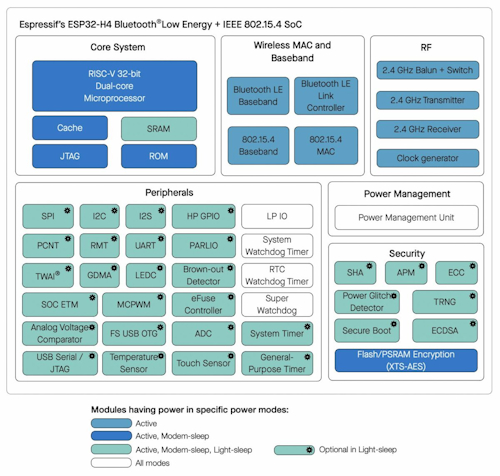 Espressif's ESP32-H4 Bluetooth®Low Energy + IEEE 802.15.4 SoC
Core System
RISC-V 32-bit
Dual-core
Microprocessor
Cache
SRAM
JTAG
ROM
Wireless MAC and
Baseband
Bluetooth LE
Baseband
Bluetooth LE
Link
Controller
802.15.4
Baseband
802.15.4
MAC
RF
2.4 GHz Balun + Switch
2.4 GHz Transmitter
2.4 GHz Receiver
Clock generator
Peripherals
SPI
I2C
I2S
HP GPIO
LP IO
PCNT
RMT
UART
PARLIO
System
Watchdog Timer
TWAI®
GDMA
LEDC
Brown-out
Detector
RTC
Watchdog Timer
SOC ETM
MCPWM
eFuse
Controller
Super
Watchdog
Analog Voltage
Comparator
FS USB OTG
ADC
System Timer
USB Serial /
JTAG
Temperature
Sensor
Touch Sensor
General-
Purpose Timer
Power Management
Power Management Unit
Security
SHA
APM
ECC
Power Glitch
Detector
TRNG
Secure Boot
ECDSA
Flash/PSRAM Encryption
(XTS-AES)
Modules having power in specific power modes:
Active
Active, Modem-sleep
Active, Modem-sleep, Light-sleep
Optional in Light-sleep
All modes